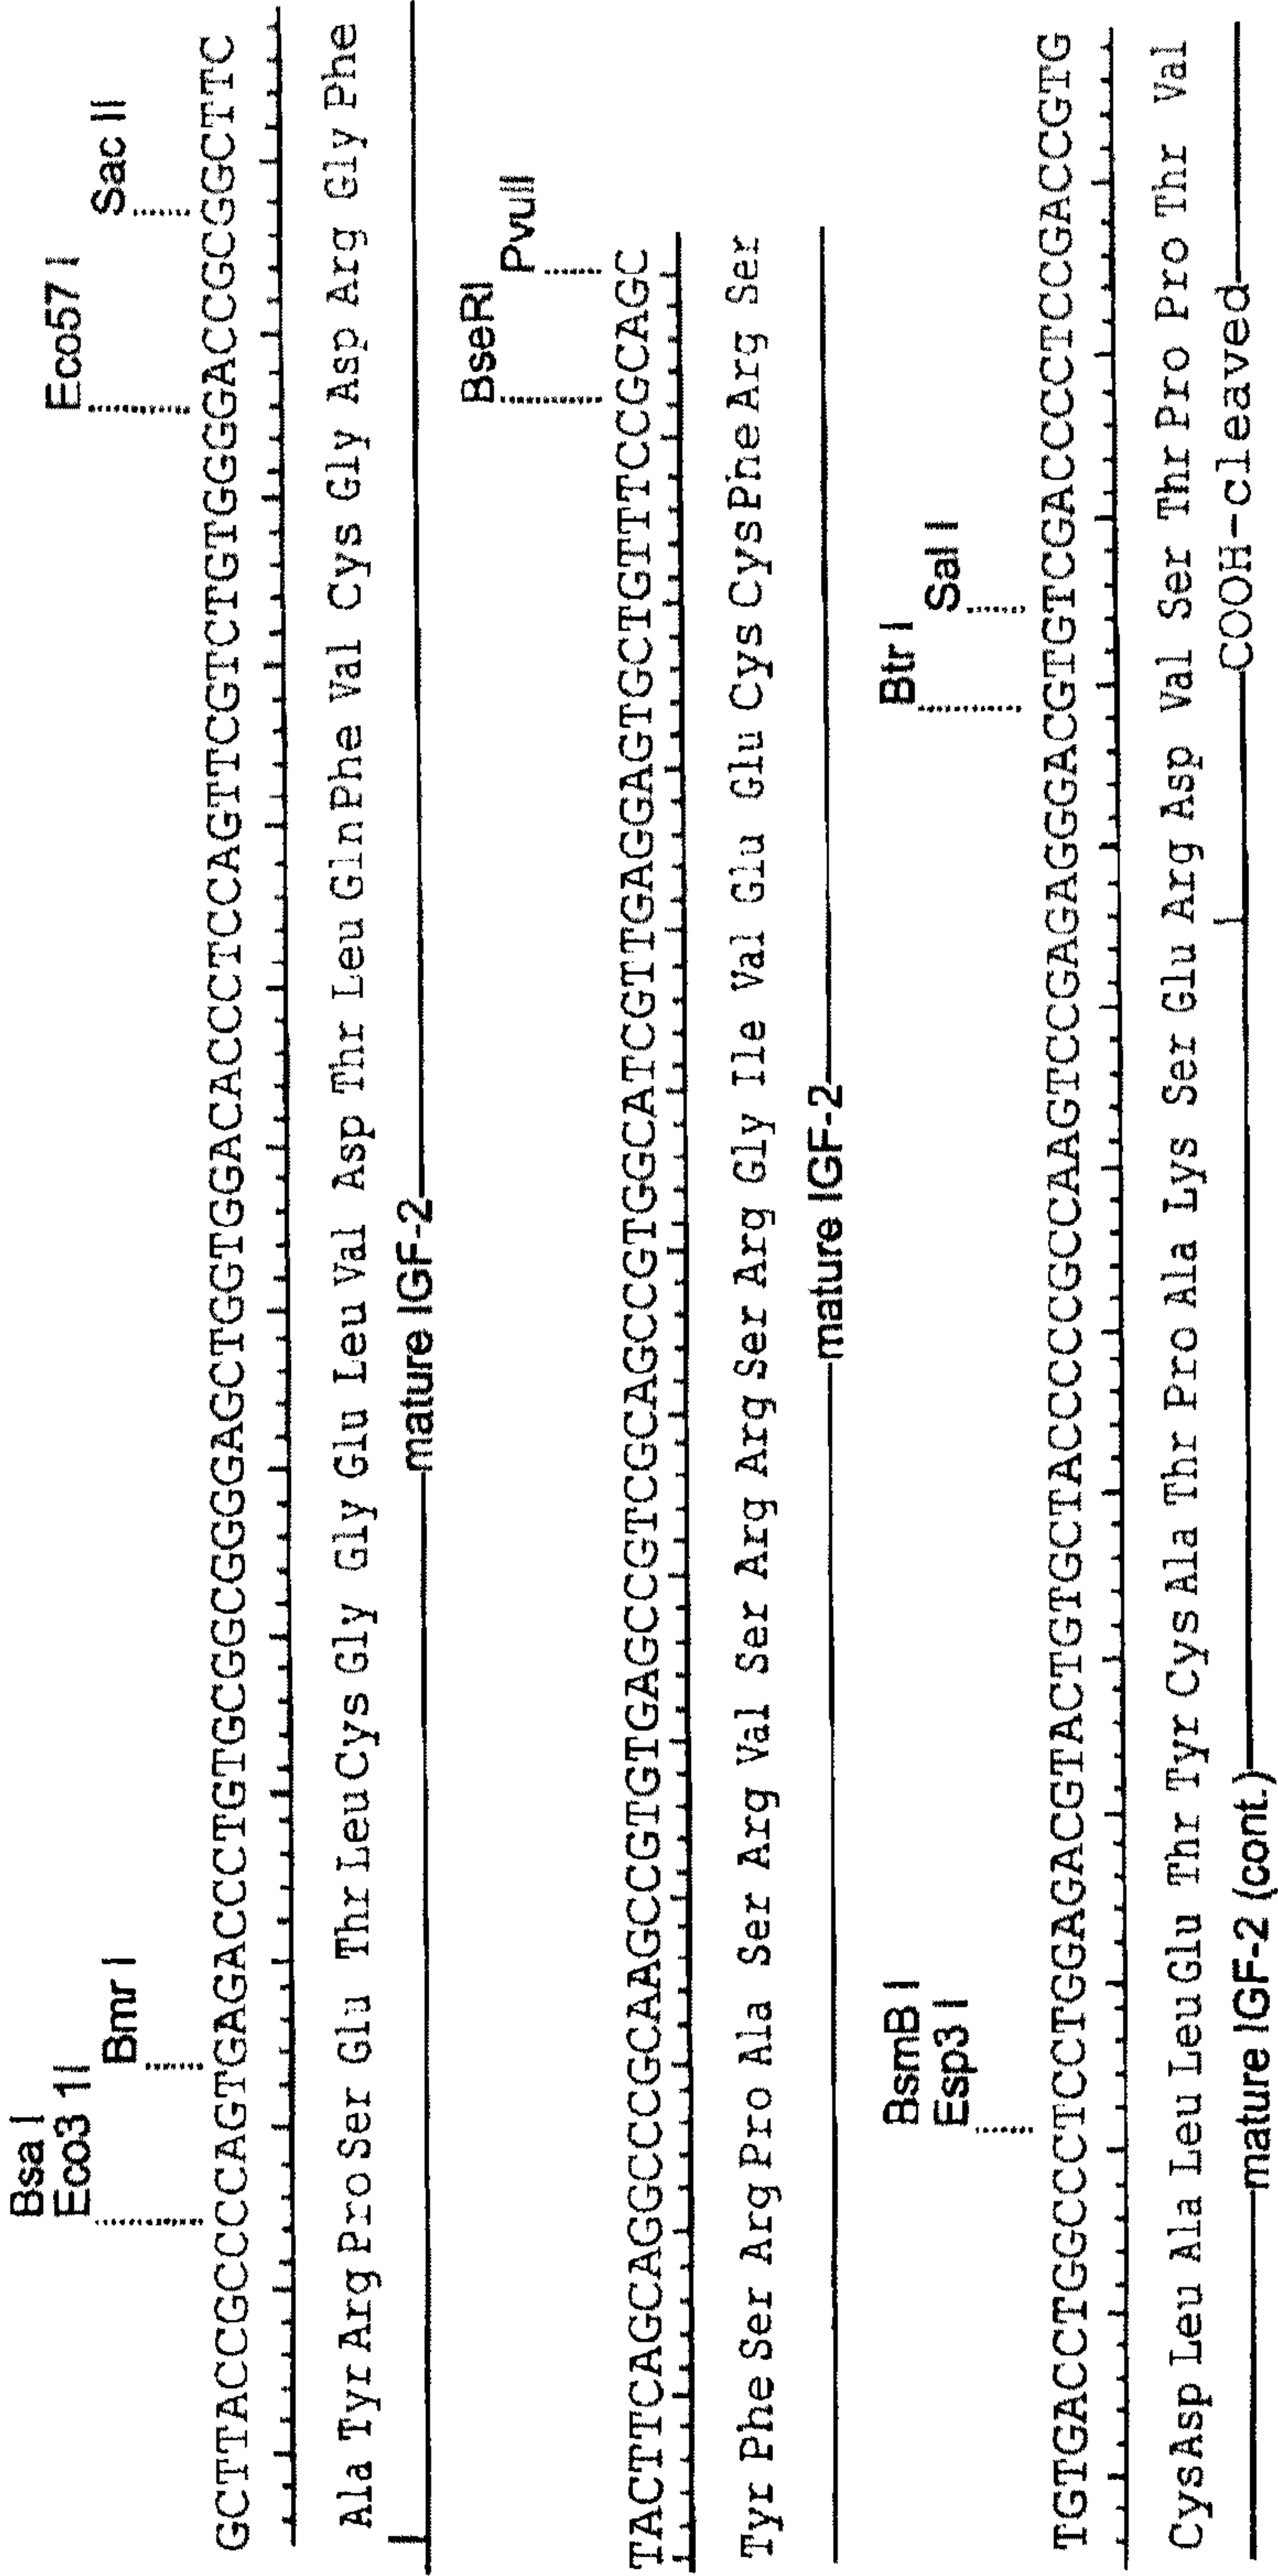 Bsa I
Eco3 1I
Bmr I
Eco57 I
Sac II
GCTTACCGCCCCAGTGAGACCCTGTGCGGCGGGGAGCTGGTGGACACCCTCCAGTTCGTCTGTGGGGACCGCGGCTTC
Ala Tyr Arg Pro Ser Glu Thr Leu Cys Gly Gly Glu Leu Val Asp Thr Leu Gln Phe Val Cys Gly Asp Arg Gly Phe
mature IGF-2
BseRI
PvuII
TACTTCAGCAGGCCCGCAAGCCGTGTGAGCCGTCGCAGCCGTGGCATCGTTGAGGAGTGCTGTTTCCGCAGC
Tyr Phe Ser Arg Pro Ala Ser Arg Val Ser Arg Arg Ser Arg Gly Ile Val Glu Glu Cys Cys Phe Arg Ser
mature IGF-2
BsmB I
Esp3 I
Btr I
Sal I
TGTGACCTGGCCCTCCTGGAGACGTACTGTGCTACCCCCGCCAAGTCCGAGAGGGACGTGTCGACCCCTCCGACCGTG
Cys Asp Leu Ala Leu Leu Glu Thr Tyr Cys Ala Thr Pro Ala Lys Ser Glu Arg Asp Val Ser Thr Pro Pro Thr Val
mature IGF-2 (cont.) COOH-cleaved